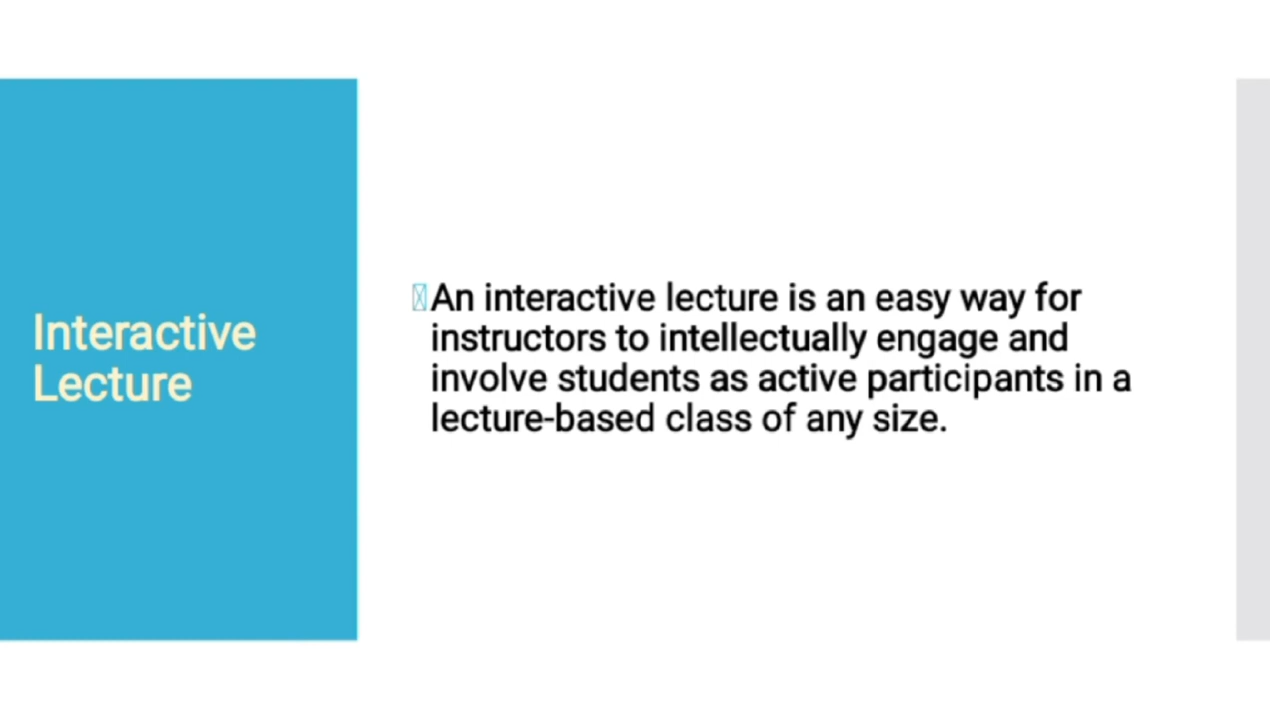 Interactive
Lecture
An interactive lecture is an easy way for
instructors to intellectually engage and
involve students as active participants in a
lecture-based class of any size.